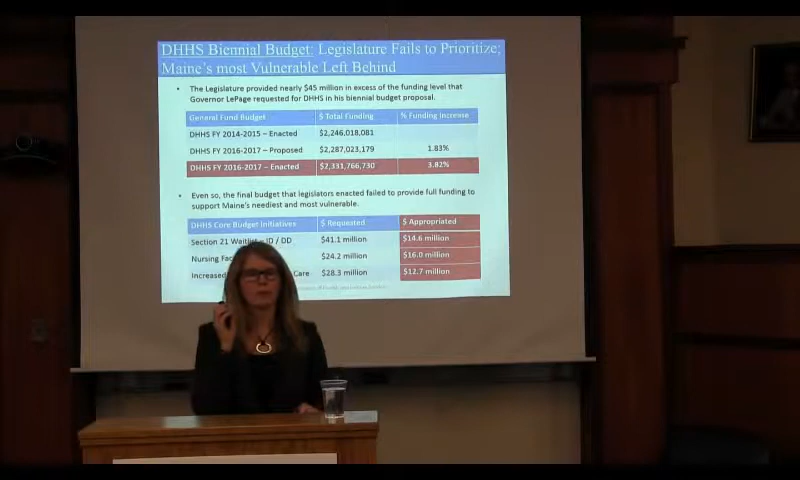 DHHS Biennial Budget: Legislature Fails to Prioritize;
Maine's most Vulnerable Left Behind
• The Legislature provided nearly $45 million in excess of the funding level that
Governor LePage requested for DHHS in his biennial budget proposal.
General Fund Budget $ Total Funding % Funding Increase
DHHS FY 2014-2015 – Enacted $2,246,018,081
DHHS FY 2016-2017 – Proposed $2,287,023,179 1.83%
DHHS FY 2016-2017 – Enacted $2,331,766,730 3.82%
• Even so, the final budget that legislators enacted failed to provide full funding to
support Maine's neediest and most vulnerable.
DHHS Core Budget Initiatives $ Requested $ Appropriated
Section 21 Waitlist – ID / DD $41.1 million $14.6 million
Nursing Fac $24.2 million $16.0 million
Increased Care $28.3 million $12.7 million